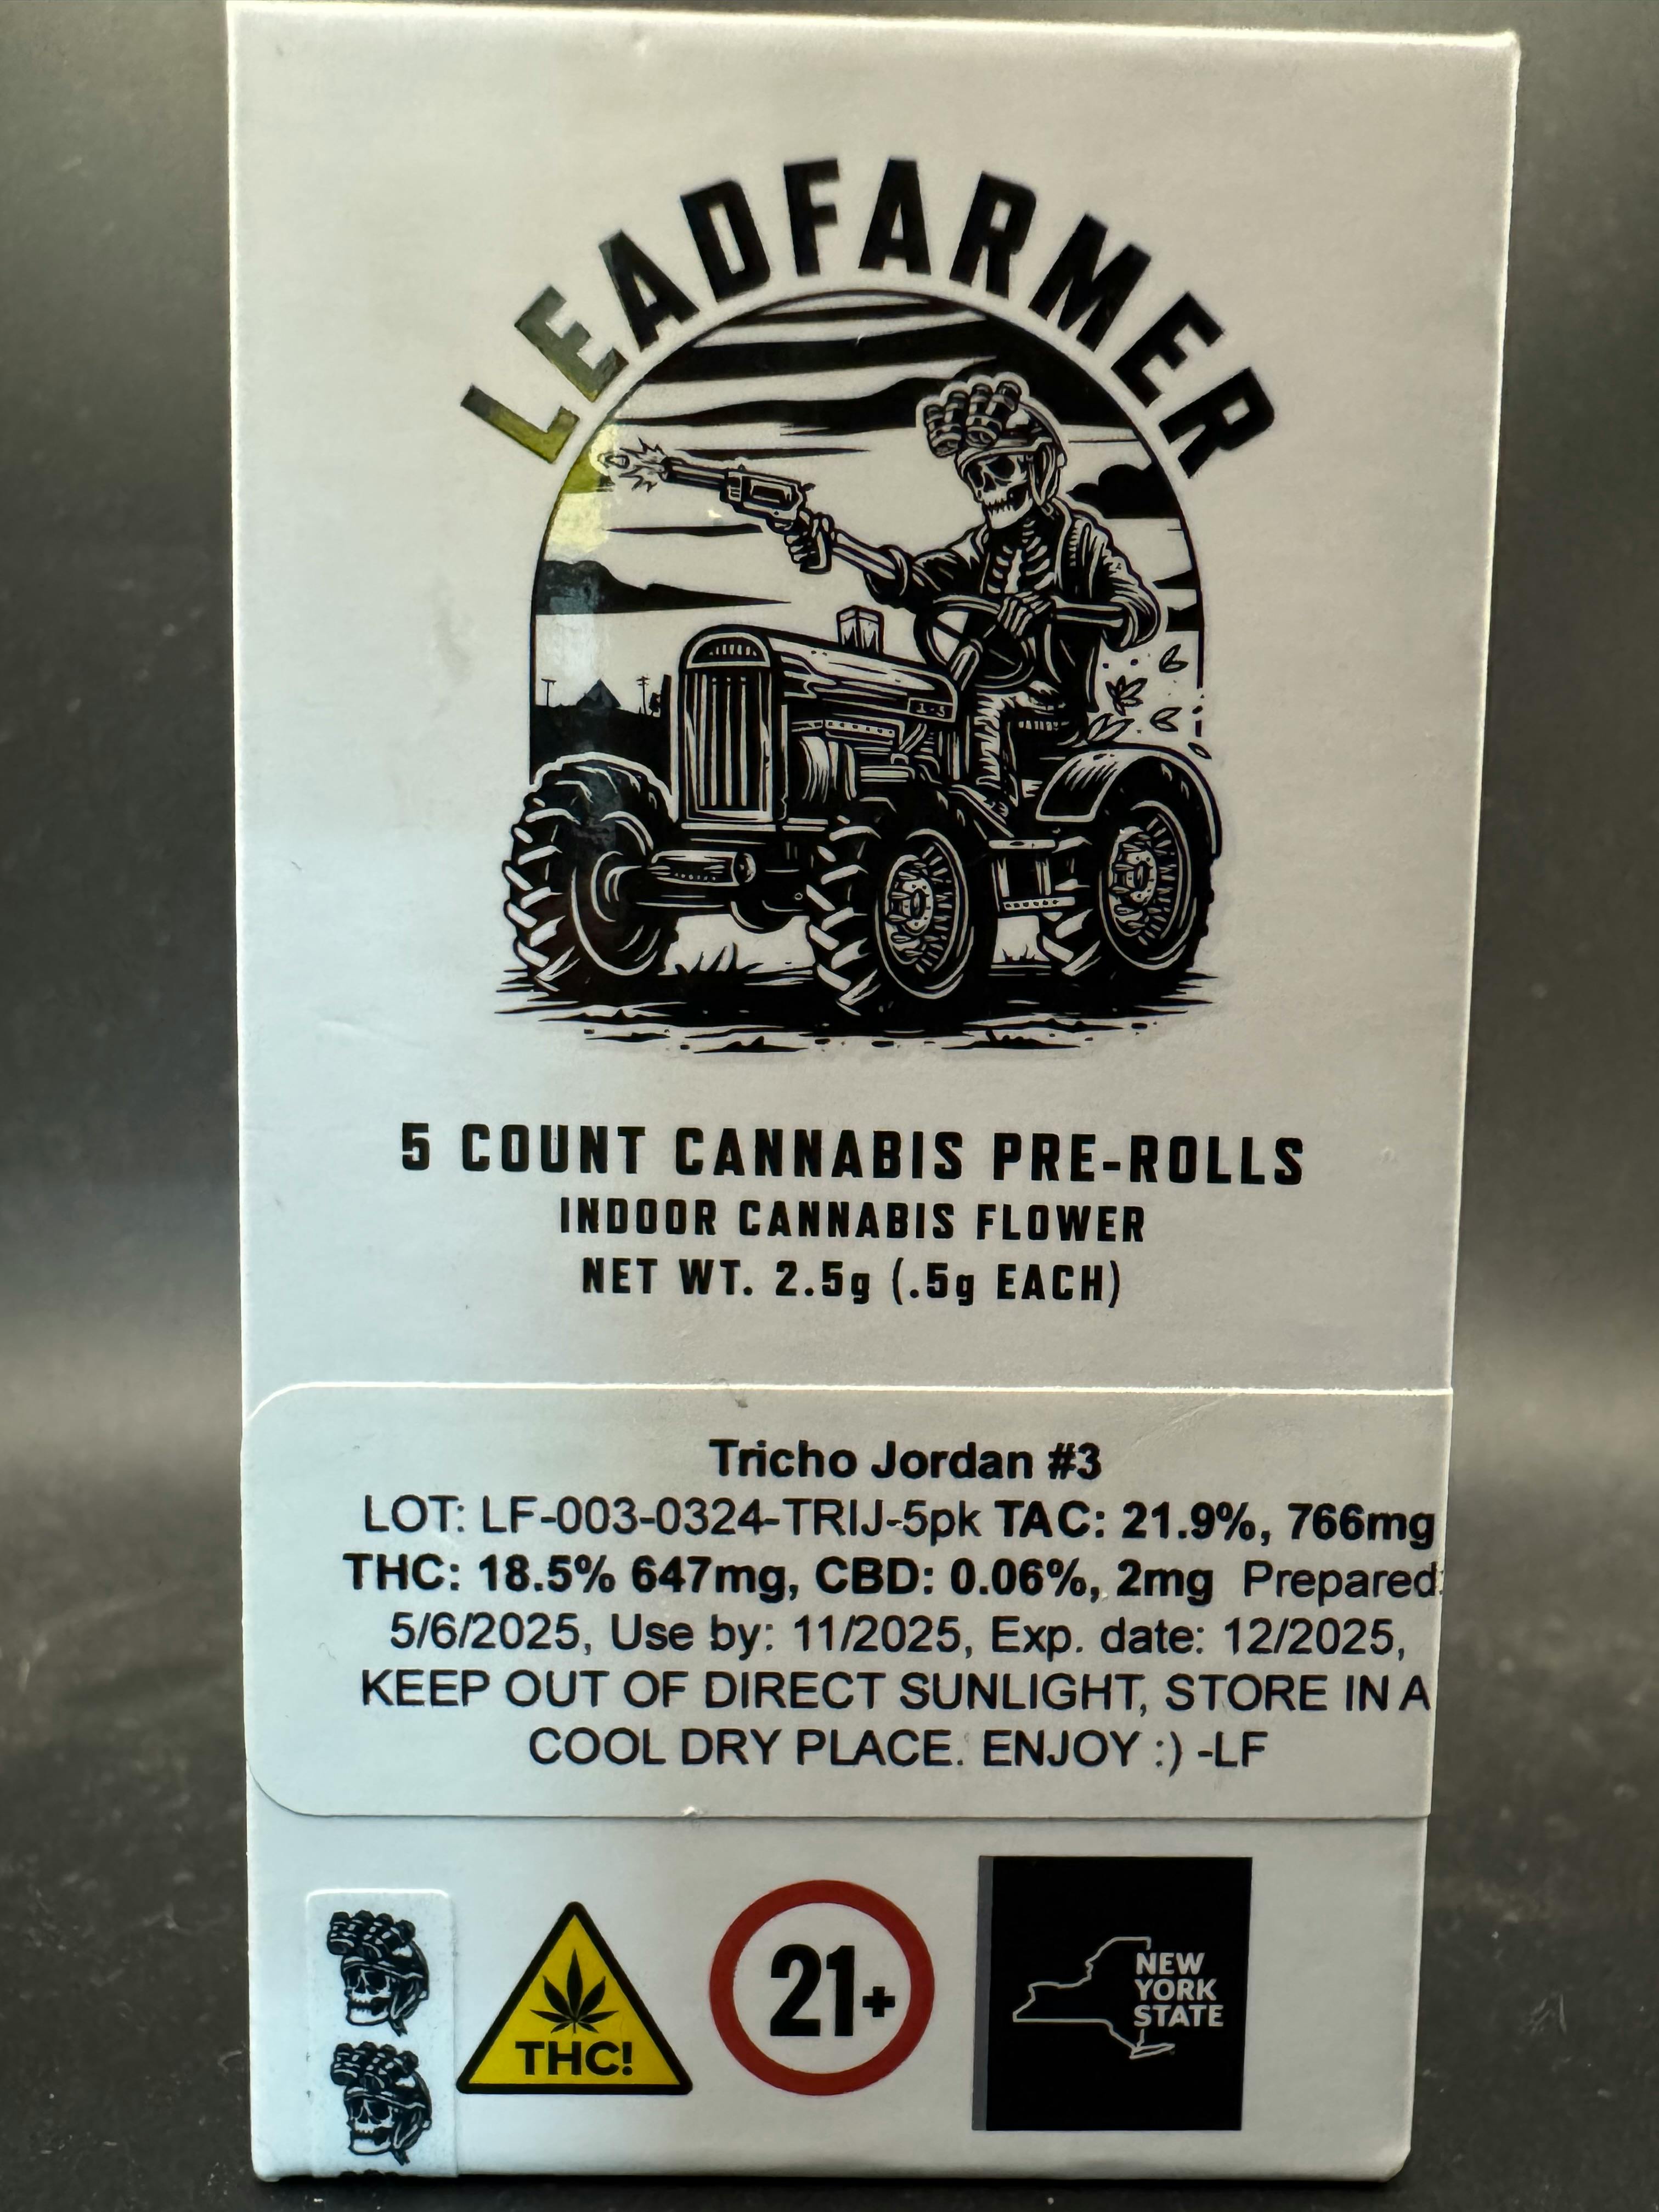 LEADFARMER
1-5
5 COUNT CANNABIS PRE-ROLLS
INDOOR CANNABIS FLOWER
NET WT. 2.5g (.5g EACH)
Tricho Jordan #3
LOT: LF-003-0324-TRIJ-5pk TAC: 21.9%, 766mg
THC: 18.5% 647mg, CBD: 0.06%, 2mg Prepared:
5/6/2025, Use by: 11/2025, Exp. date: 12/2025,
KEEP OUT OF DIRECT SUNLIGHT, STORE IN A
COOL DRY PLACE. ENJOY :) -LF
THC!
21+
NEW
YORK
STATE